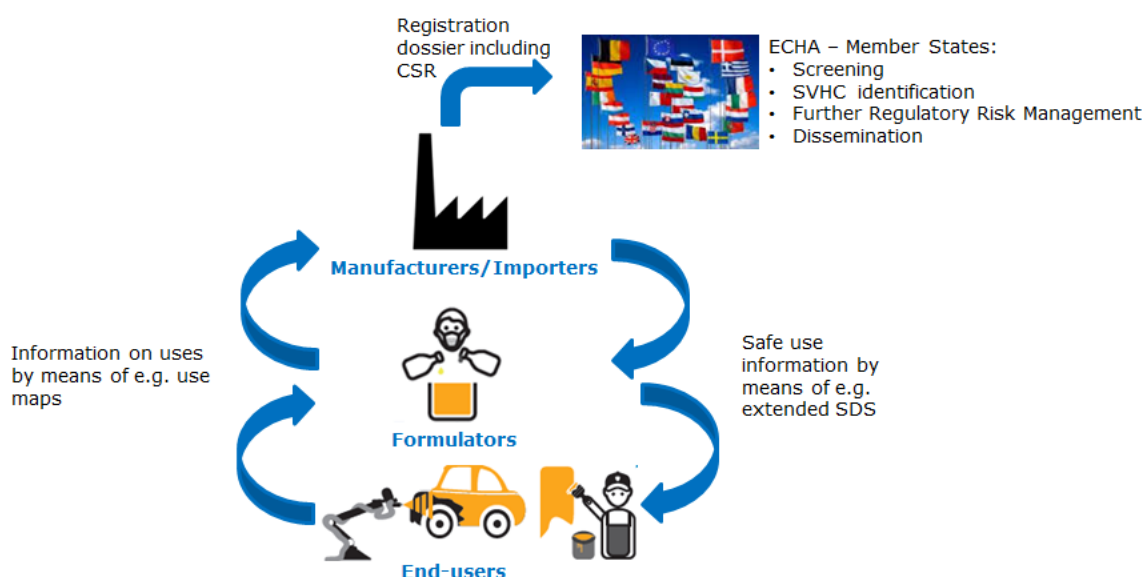 Registration
dossier including
CSR
ECHA – Member States:
• Screening
• SVHC identification
• Further Regulatory Risk Management
• Dissemination
Manufacturers/Importers
Information on uses
by means of e.g. use
maps
Safe use
information by
means of e.g.
extended SDS
Formulators
End-users